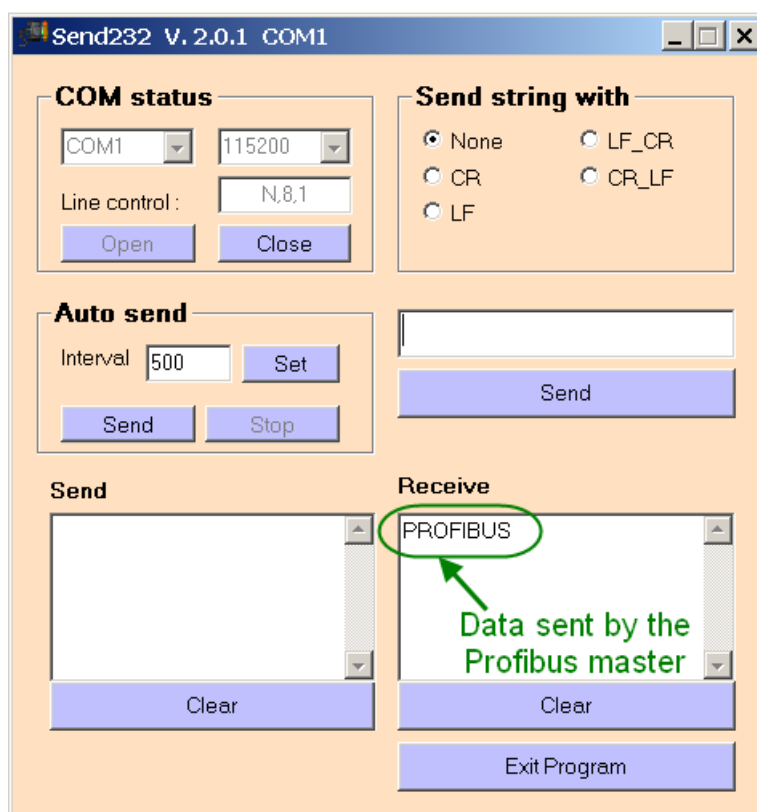 Send232 V. 2.0.1 COM1
COM status
COM1
115200
Line control :
N,8,1
Open
Close
Send string with
None
LF_CR
CR
CR_LF
LF
Auto send
Interval
500
Set
Send
Stop
Send
Send
Receive
PROFIBUS
Data sent by the
Profibus master
Clear
Clear
Exit Program